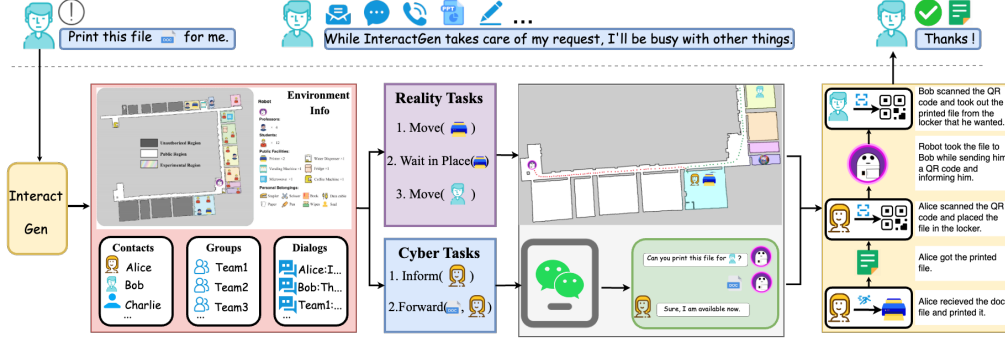 Print this file DOC for me.
PPT
...
While InteractGen takes care of my request, I'll be busy with other things.
Thanks !
Interact
Gen
Environment
Info
Robot
Professors
Students:
Unauthorized Region
Public Region
Experimental Region
Public Facilities:
Personal Belongings:
Contacts
Alice
Bob
Charlie
...
Groups
Team1
Team2
Team3
...
Dialogs
Alice:I...
Bob:Th...
Team1:...
...
Reality Tasks
1. Move( )
2. Wait in Place( )
3. Move( )
Cyber Tasks
1. Inform( )
2.Forward( DOC , )
Can you print this file for ?
DOC
Sure, I am available now.
Bob scanned the QR
code and took out the
printed file from the
locker that he wanted.
Robot took the file to
Bob while sending him
a QR code and
informing him.
Alice scanned the QR
code and placed the
file in the locker.
Alice got the printed
file.
Alice recieved the doc
file and printed it.